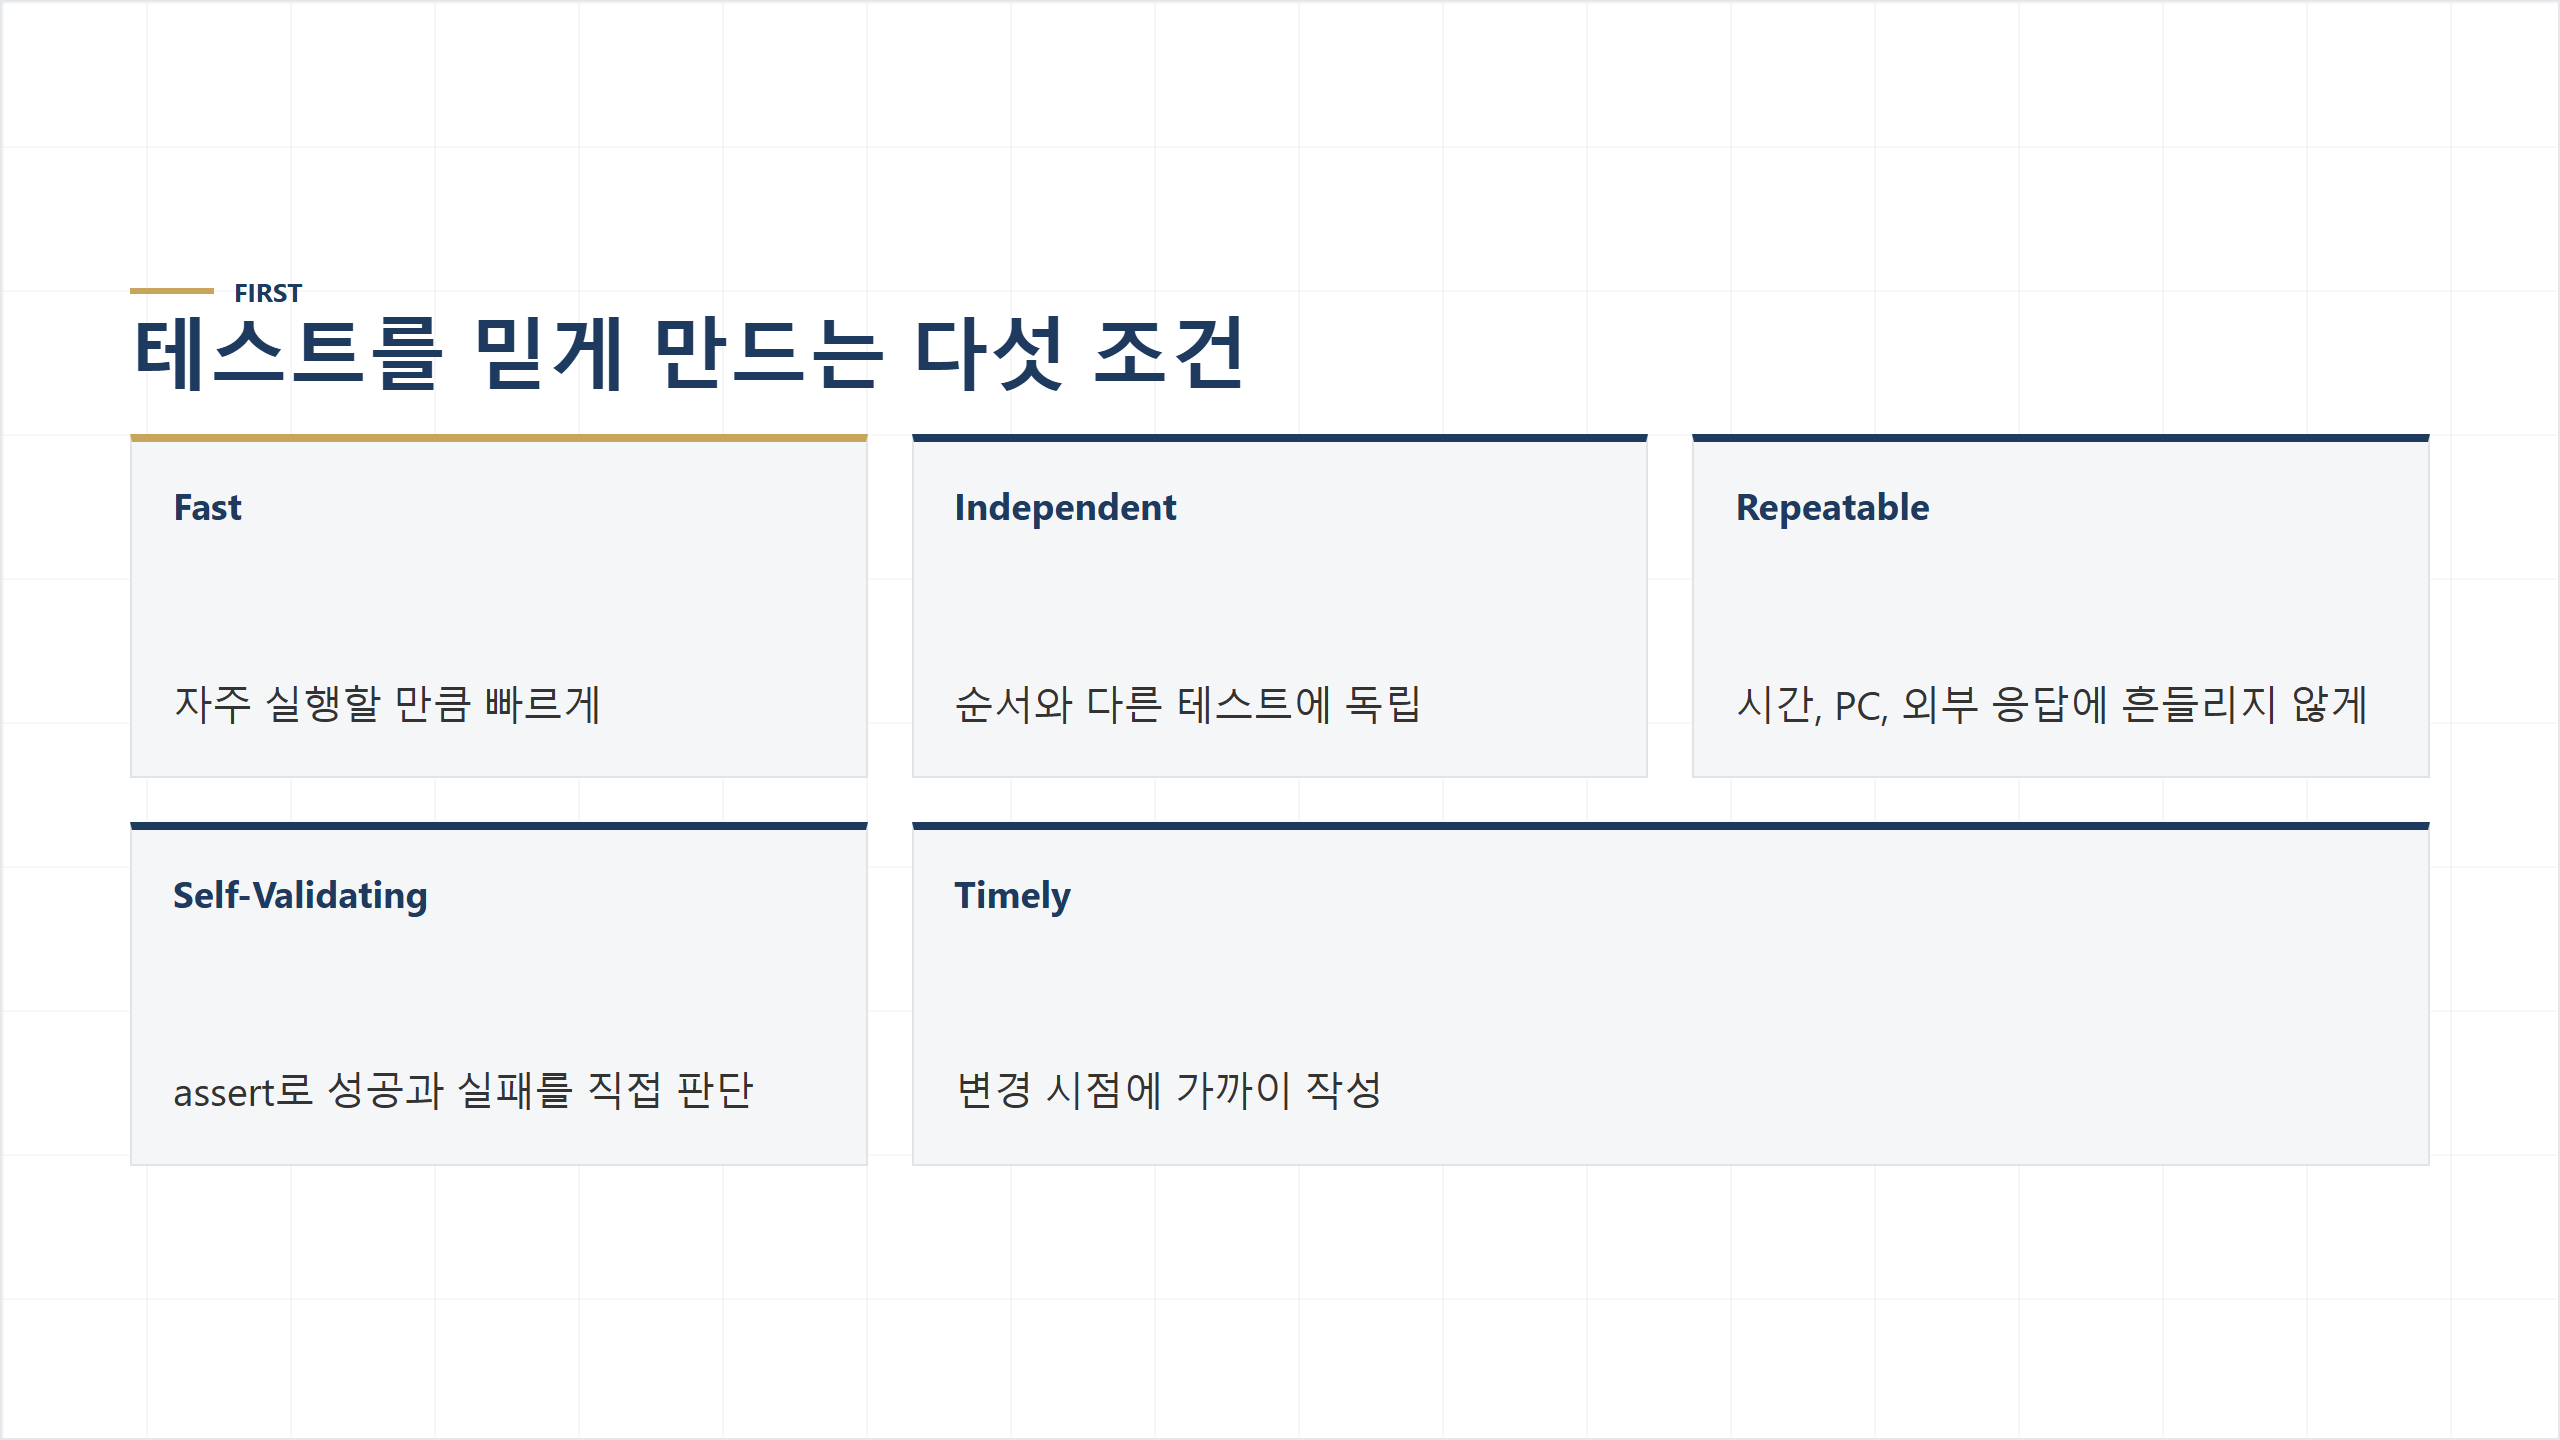 FIRST
테스트를 믿게 만드는 다섯 조건
Fast
자주 실행할 만큼 빠르게
Independent
순서와 다른 테스트에 독립
Repeatable
시간, PC, 외부 응답에 흔들리지 않게
Self-Validating
assert로 성공과 실패를 직접 판단
Timely
변경 시점에 가까이 작성